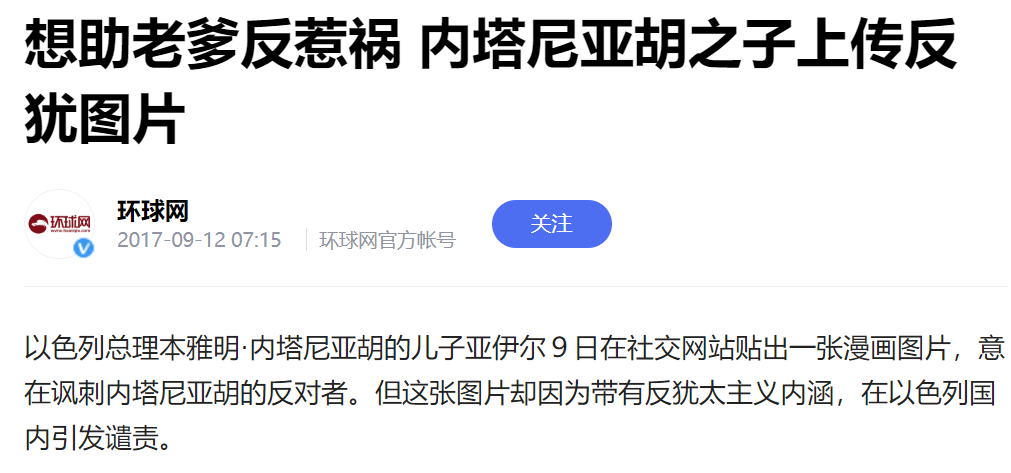 想助老爹反惹祸 内塔尼亚胡之子上传反
犹图片
环球网
环球网
2017-09-12 07:15
环球网官方帐号
关注
以色列总理本雅明·内塔尼亚胡的儿子亚伊尔９日在社交网站贴出一张漫画图片，意
在讽刺内塔尼亚胡的反对者。但这张图片却因为带有反犹太主义内涵，在以色列国
内引发谴责。